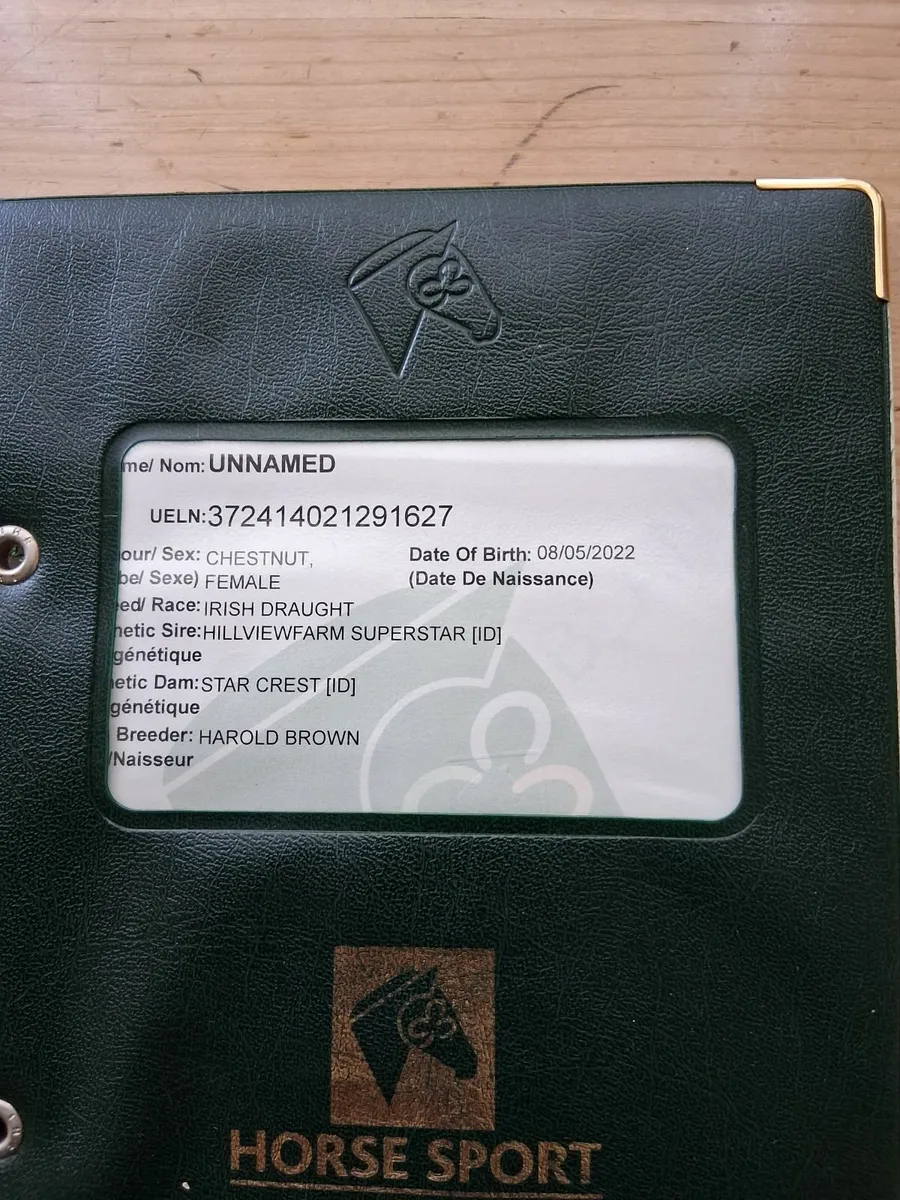 me/ Nom: UNNAMED
UELN: 372414021291627
our/ Sex: CHESTNUT, Date Of Birth: 08/05/2022
be/ Sexe) FEMALE (Date De Naissance)
ed/ Race: IRISH DRAUGHT
netic Sire: HILLVIEWFARM SUPERSTAR [ID]
génétique
etic Dam: STAR CREST [ID]
génétique
Breeder: HAROLD BROWN
/Naisseur
HORSE SPORT